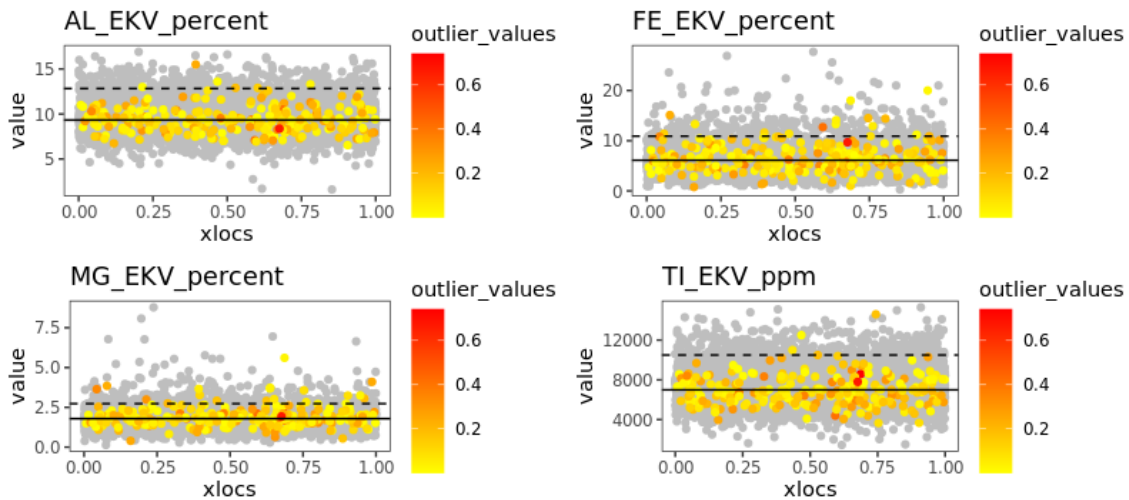 AL_EKV_percent
outlier_values
value
15
10
5
0.00 0.25 0.50 0.75 1.00
xlocs
0.6
0.4
0.2
FE_EKV_percent
outlier_values
value
20
10
0
0.00 0.25 0.50 0.75 1.00
xlocs
0.6
0.4
0.2
MG_EKV_percent
outlier_values
value
7.5
5.0
2.5
0.0
0.00 0.25 0.50 0.75 1.00
xlocs
0.6
0.4
0.2
TI_EKV_ppm
outlier_values
value
12000
8000
4000
0.00 0.25 0.50 0.75 1.00
xlocs
0.6
0.4
0.2